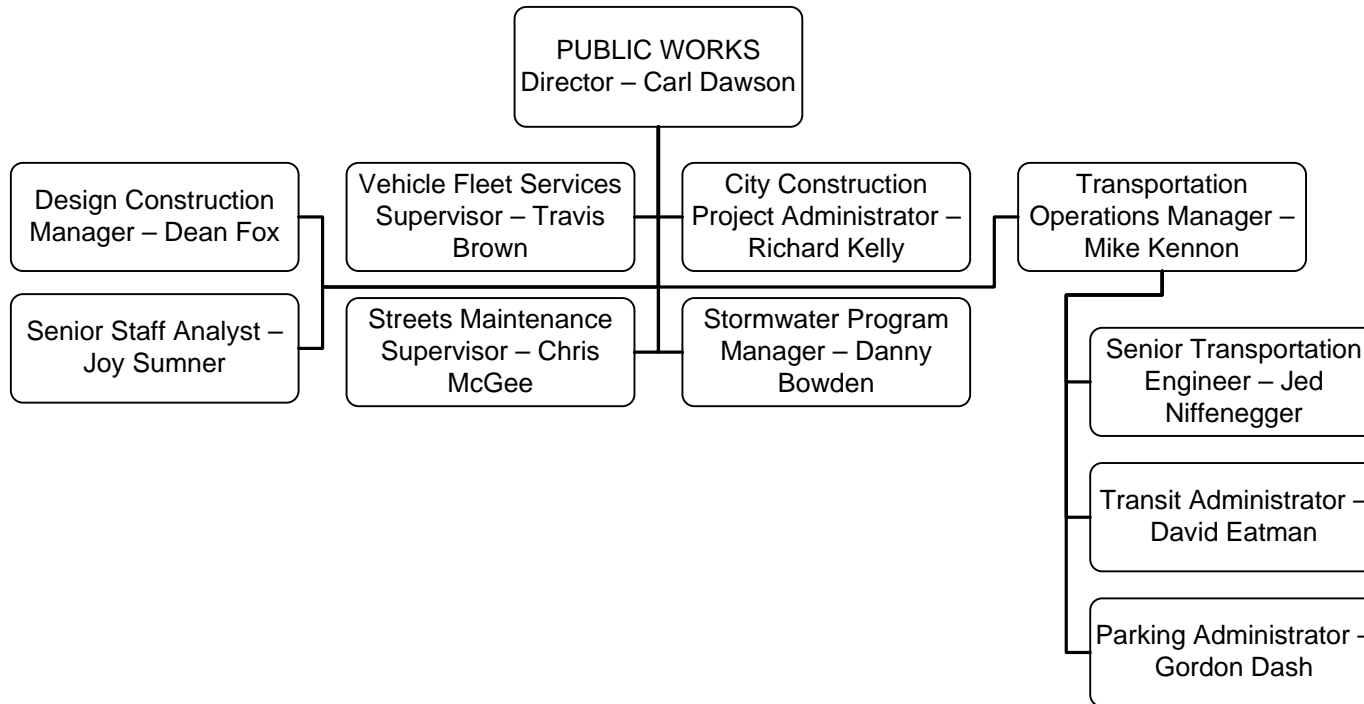 PUBLIC WORKS
Director – Carl Dawson
Design Construction
Manager – Dean Fox
Vehicle Fleet Services
Supervisor – Travis
Brown
City Construction
Project Administrator –
Richard Kelly
Transportation
Operations Manager –
Mike Kennon
Senior Staff Analyst –
Joy Sumner
Streets Maintenance
Supervisor – Chris
McGee
Stormwater Program
Manager – Danny
Bowden
Senior Transportation
Engineer – Jed
Niffenegger
Transit Administrator –
David Eatman
Parking Administrator –
Gordon Dash